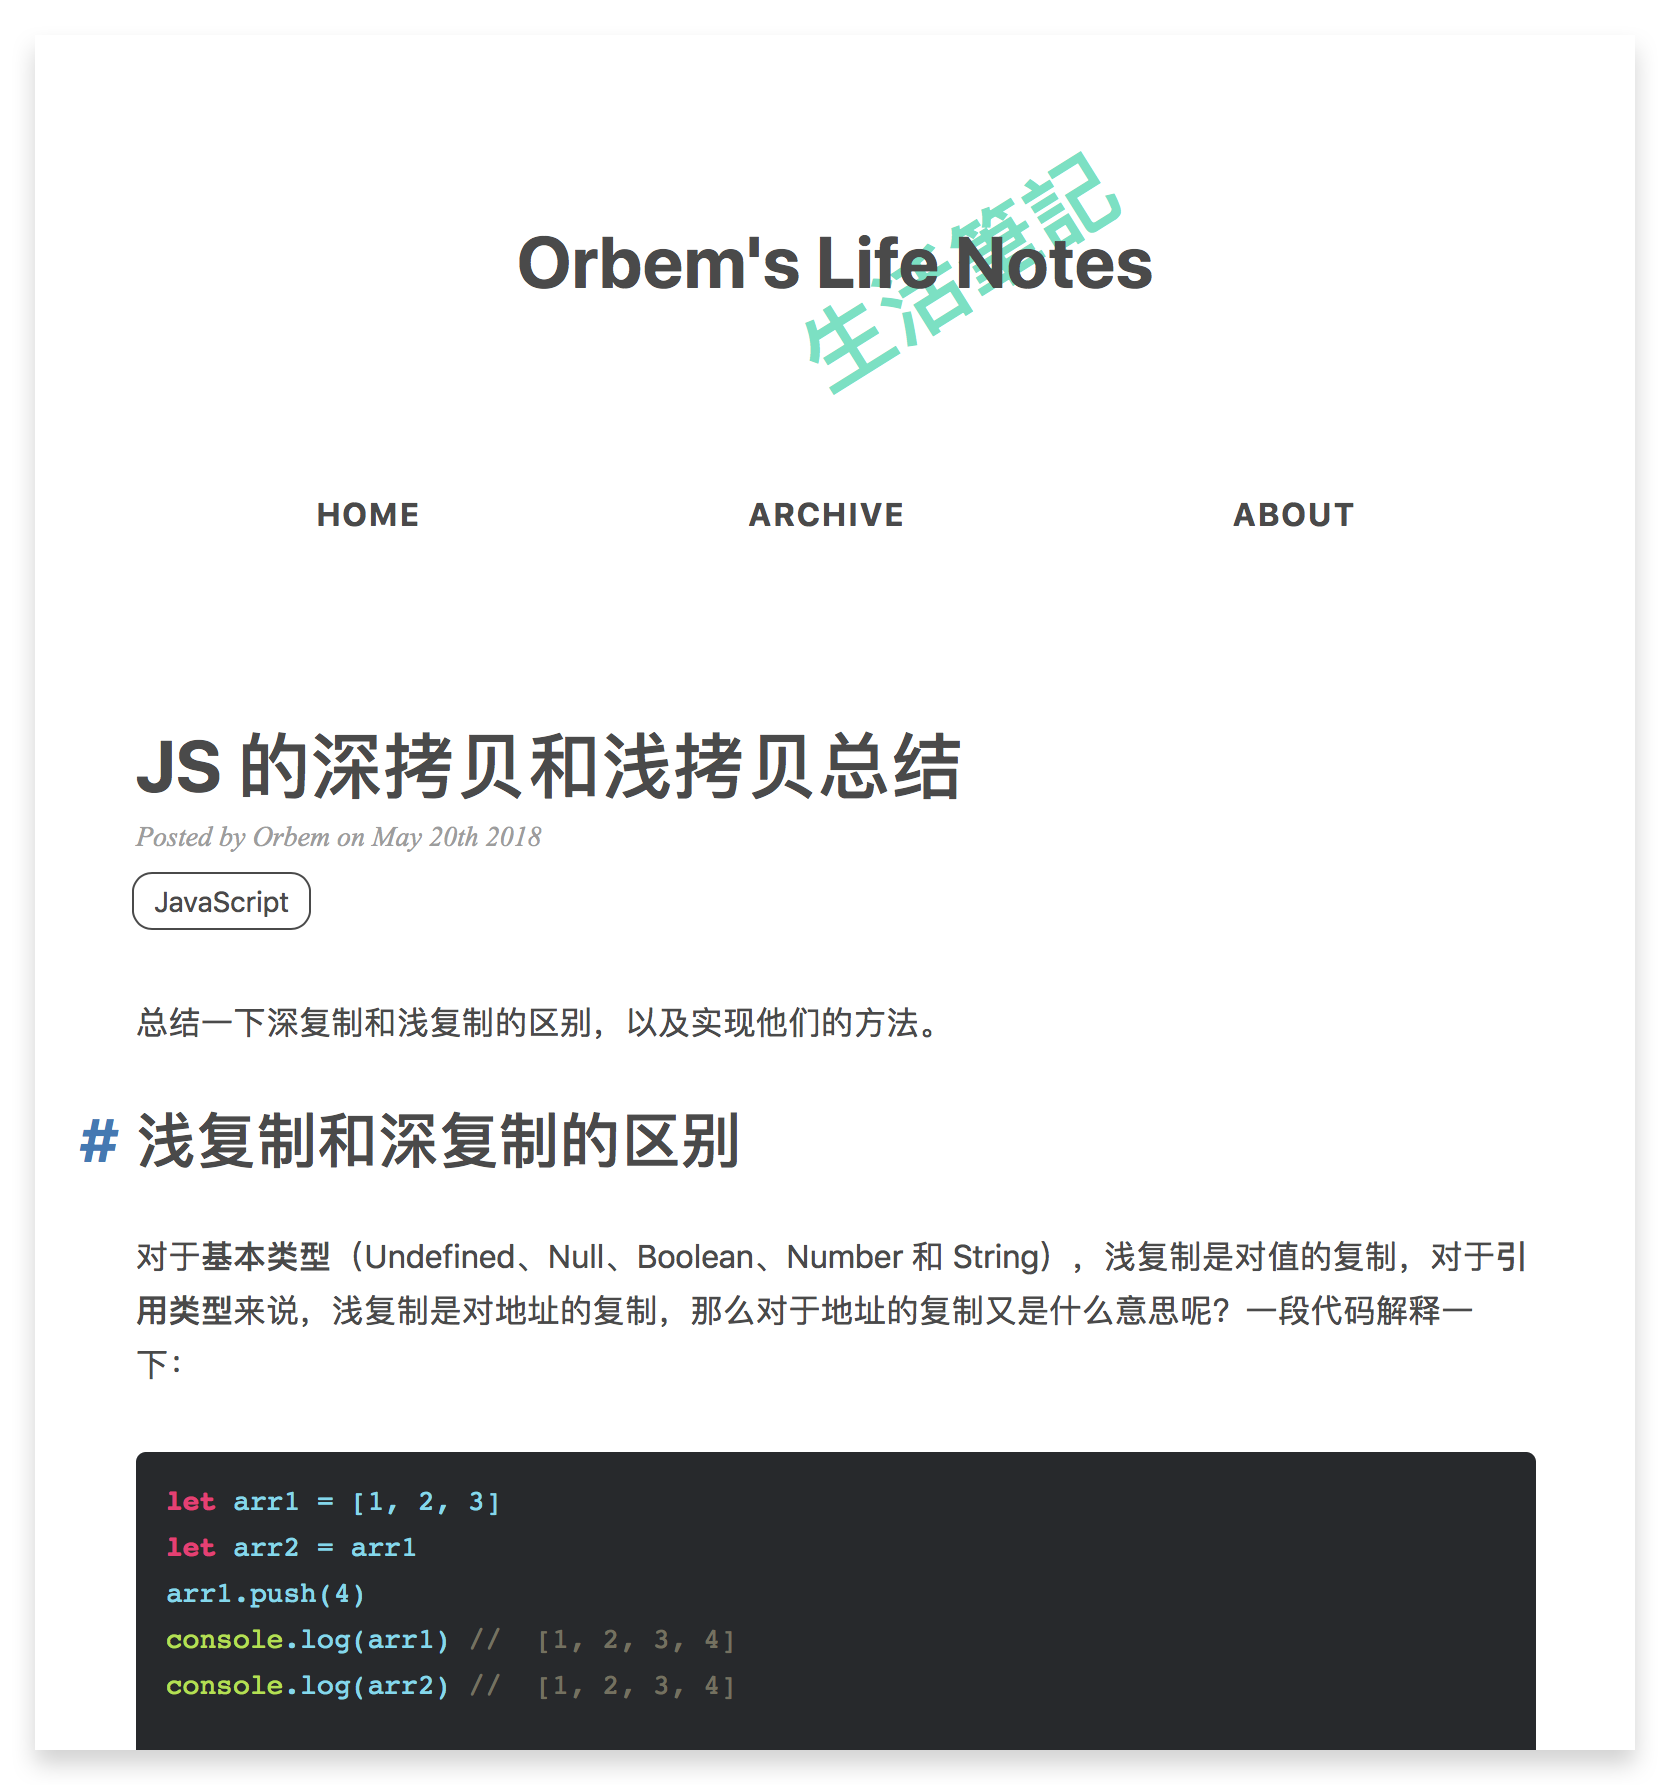 生活筆記
Orbem's Life Notes
HOME
ARCHIVE
ABOUT
JS 的深拷贝和浅拷贝总结
Posted by Orbem on May 20th 2018
JavaScript
总结一下深复制和浅复制的区别，以及实现他们的方法。
# 浅复制和深复制的区别
对于基本类型（Undefined、Null、Boolean、Number 和 String），浅复制是对值的复制，对于引
用类型来说，浅复制是对地址的复制，那么对于地址的复制又是什么意思呢？一段代码解释一
下：
let arr1 = [1, 2, 3]
let arr2 = arr1
arr1.push(4)
console.log(arr1) //  [1, 2, 3, 4]
console.log(arr2) //  [1, 2, 3, 4]